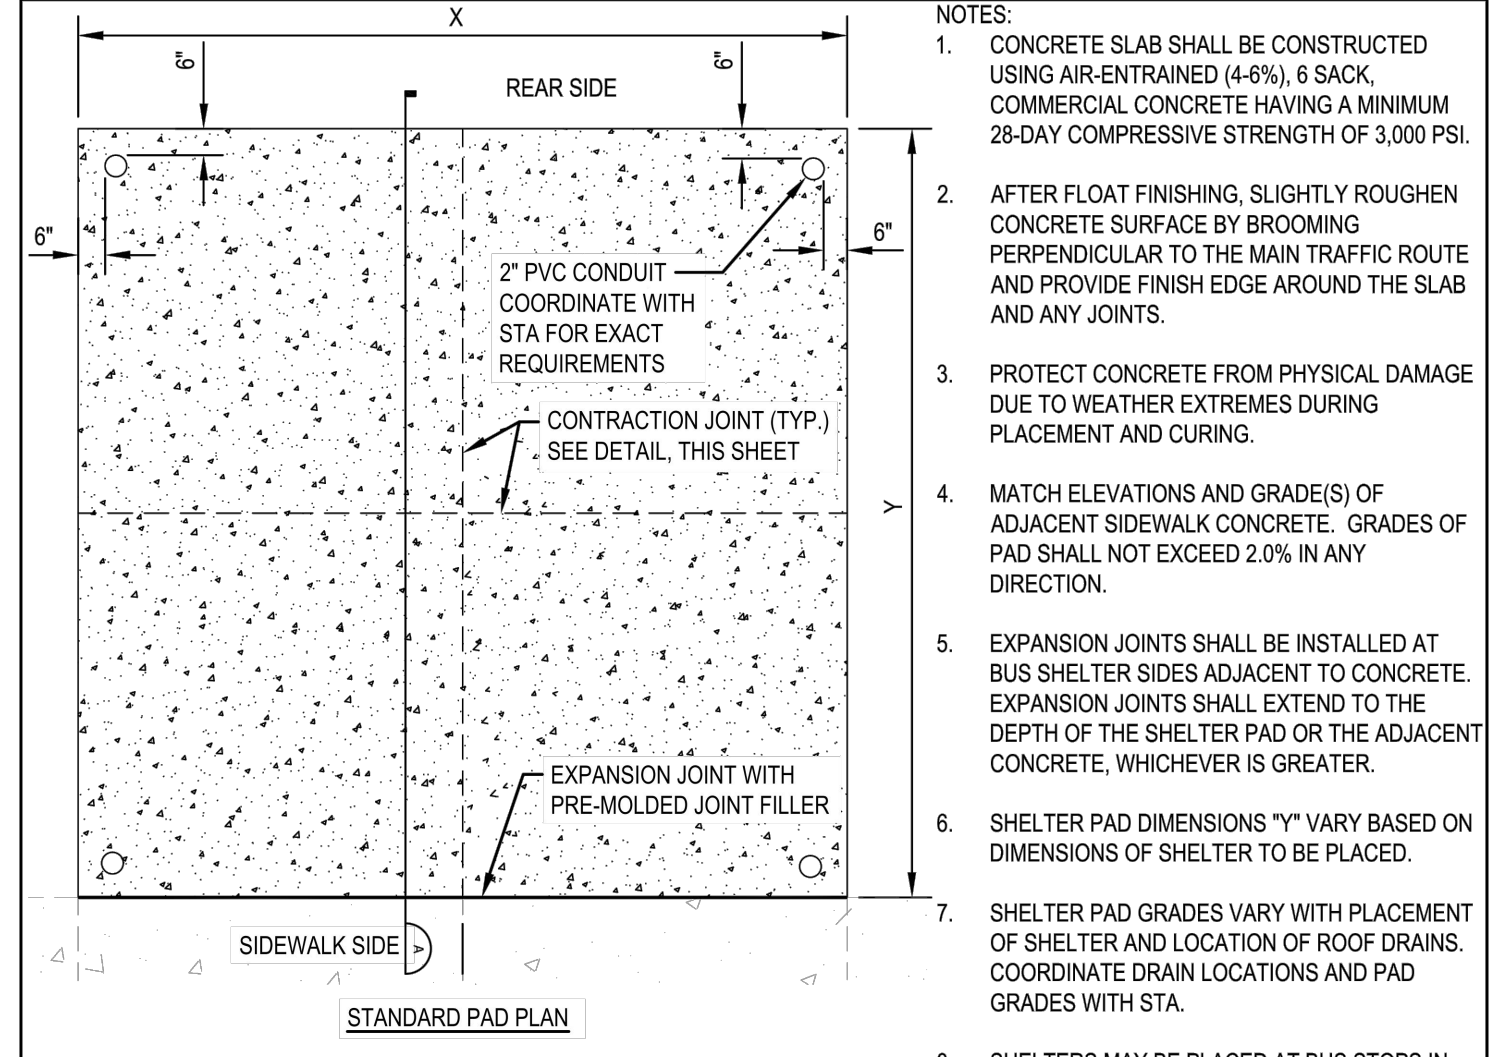 X
6"
6"
REAR SIDE
6"
6"
2" PVC CONDUIT
COORDINATE WITH
STA FOR EXACT
REQUIREMENTS
CONTRACTION JOINT (TYP.)
SEE DETAIL, THIS SHEET
Y
EXPANSION JOINT WITH
PRE-MOLDED JOINT FILLER
SIDEWALK SIDE
A
STANDARD PAD PLAN
NOTES:
1. CONCRETE SLAB SHALL BE CONSTRUCTED
USING AIR-ENTRAINED (4-6%), 6 SACK,
COMMERCIAL CONCRETE HAVING A MINIMUM
28-DAY COMPRESSIVE STRENGTH OF 3,000 PSI.
2. AFTER FLOAT FINISHING, SLIGHTLY ROUGHEN
CONCRETE SURFACE BY BROOMING
PERPENDICULAR TO THE MAIN TRAFFIC ROUTE
AND PROVIDE FINISH EDGE AROUND THE SLAB
AND ANY JOINTS.
3. PROTECT CONCRETE FROM PHYSICAL DAMAGE
DUE TO WEATHER EXTREMES DURING
PLACEMENT AND CURING.
4. MATCH ELEVATIONS AND GRADE(S) OF
ADJACENT SIDEWALK CONCRETE. GRADES OF
PAD SHALL NOT EXCEED 2.0% IN ANY
DIRECTION.
5. EXPANSION JOINTS SHALL BE INSTALLED AT
BUS SHELTER SIDES ADJACENT TO CONCRETE.
EXPANSION JOINTS SHALL EXTEND TO THE
DEPTH OF THE SHELTER PAD OR THE ADJACENT
CONCRETE, WHICHEVER IS GREATER.
6. SHELTER PAD DIMENSIONS "Y" VARY BASED ON
DIMENSIONS OF SHELTER TO BE PLACED.
7. SHELTER PAD GRADES VARY WITH PLACEMENT
OF SHELTER AND LOCATION OF ROOF DRAINS.
COORDINATE DRAIN LOCATIONS AND PAD
GRADES WITH STA.
SHELTERS MAY BE PLACED AT BUS STOPS IN